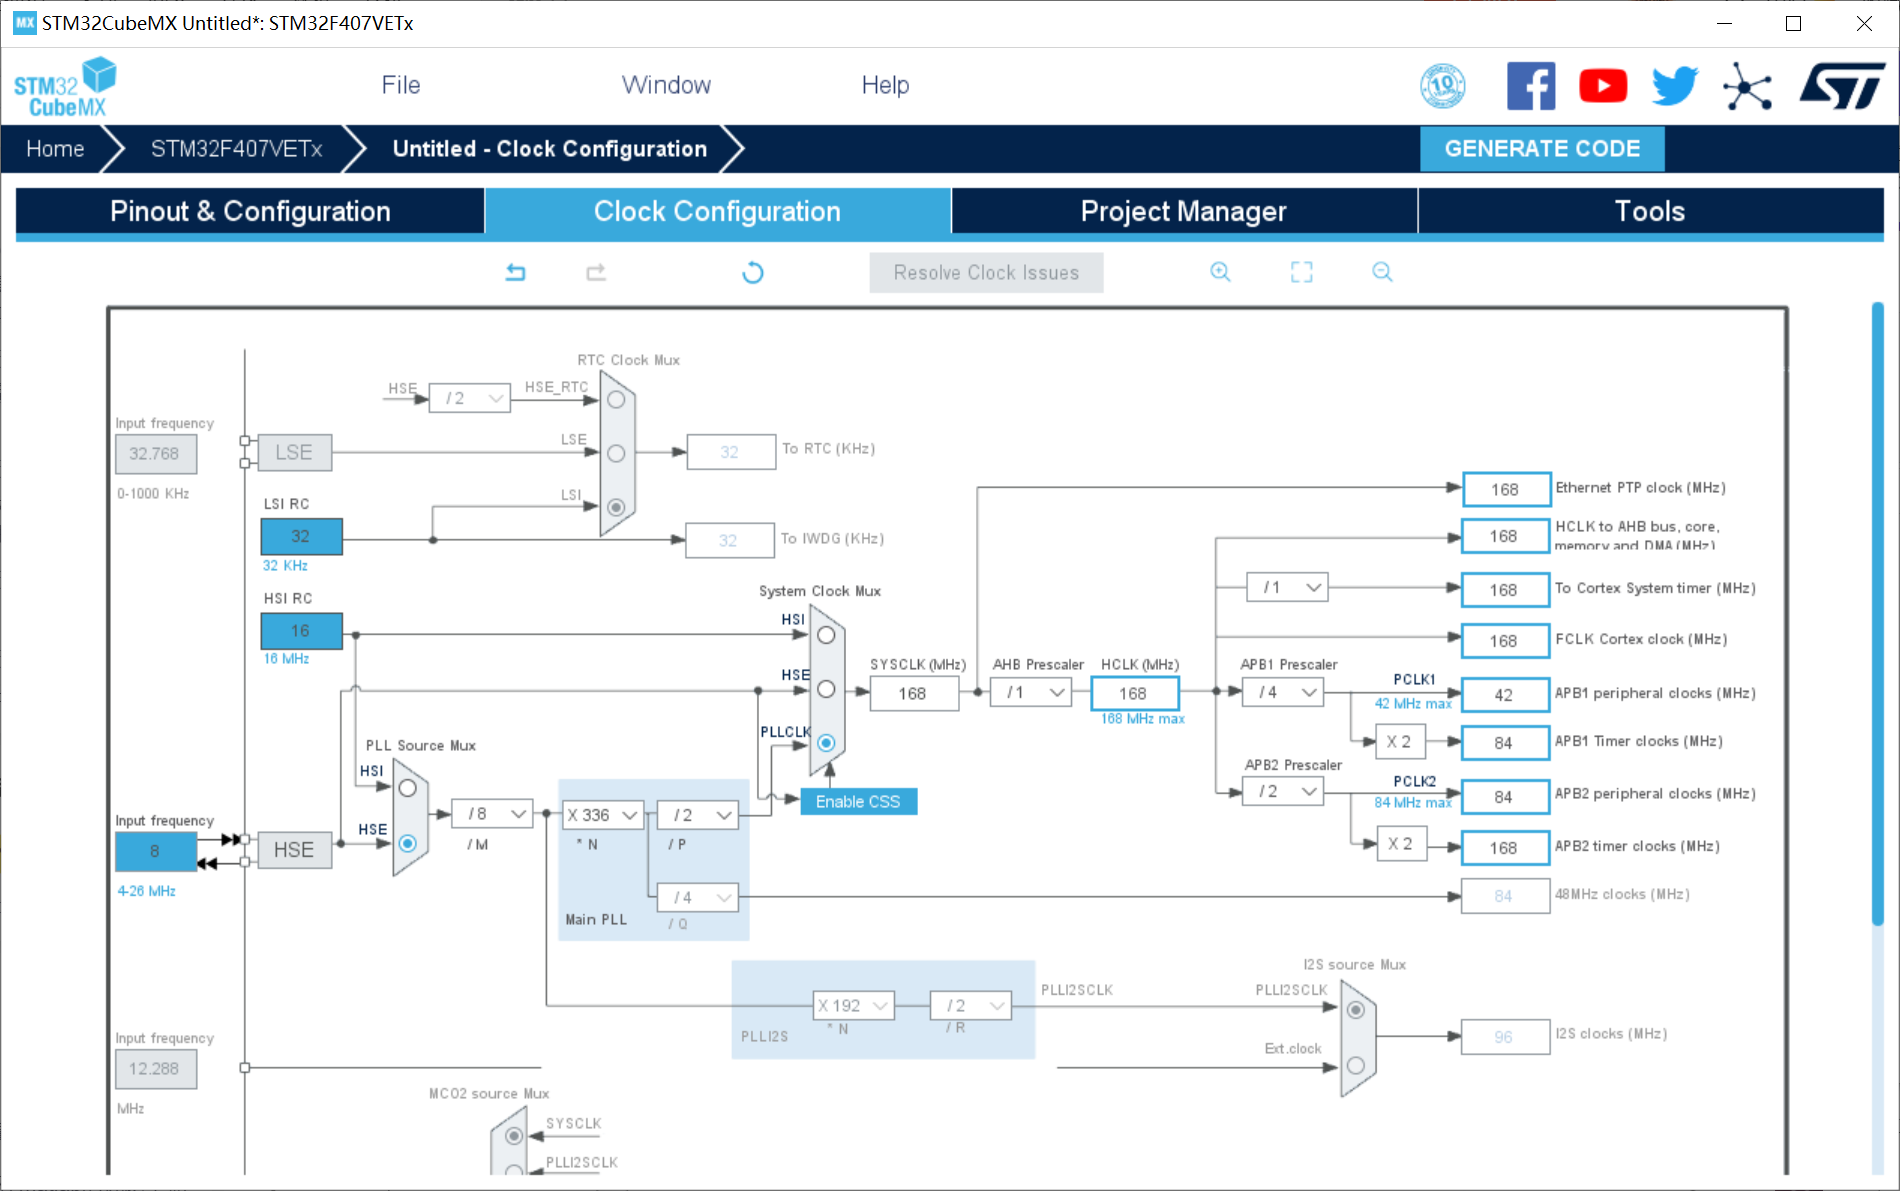 MX STM32CubeMX Untitled*: STM32F407VETx
STM32 CubeMX
File Window Help
10
ST
Home STM32F407VETx Untitled - Clock Configuration GENERATE CODE
Pinout & Configuration Clock Configuration Project Manager Tools
Resolve Clock Issues
RTC Clock Mux
HSE / 2 HSE_RTC
Input frequency
32.768
0-1000 KHz
LSE
LSE
32 To RTC (KHz)
LSI RC
32
32 KHz
LSI
32 To IWDG (KHz)
HSI RC
16
16 MHz
System Clock Mux
HSI
HSE
PLLCLK
Enable CSS
SYSCLK (MHz)
168
AHB Prescaler
/ 1
HCLK (MHz)
168
168 MHz max
168 Ethernet PTP clock (MHz)
168 HCLK to AHB bus, core,
memory and DMA (MHz)
/ 1 168 To Cortex System timer (MHz)
168 FCLK Cortex clock (MHz)
APB1 Prescaler
/ 4
PCLK1
42 MHz max
42 APB1 peripheral clocks (MHz)
X 2 84 APB1 Timer clocks (MHz)
APB2 Prescaler
/ 2
PCLK2
84 MHz max
84 APB2 peripheral clocks (MHz)
X 2 168 APB2 timer clocks (MHz)
84 48MHz clocks (MHz)
PLL Source Mux
HSI
HSE
Input frequency
8
4-26 MHz
HSE
/ 8
/ M
X 336
* N
/ 2
/ P
/ 4
/ Q
Main PLL
X 192
* N
/ 2
/ R
PLLI2S
PLLI2SCLK
I2S source Mux
PLLI2SCLK
Ext.clock
96 I2S clocks (MHz)
Input frequency
12.288
MHz
MCO2 source Mux
SYSCLK
PLLI2SCLK